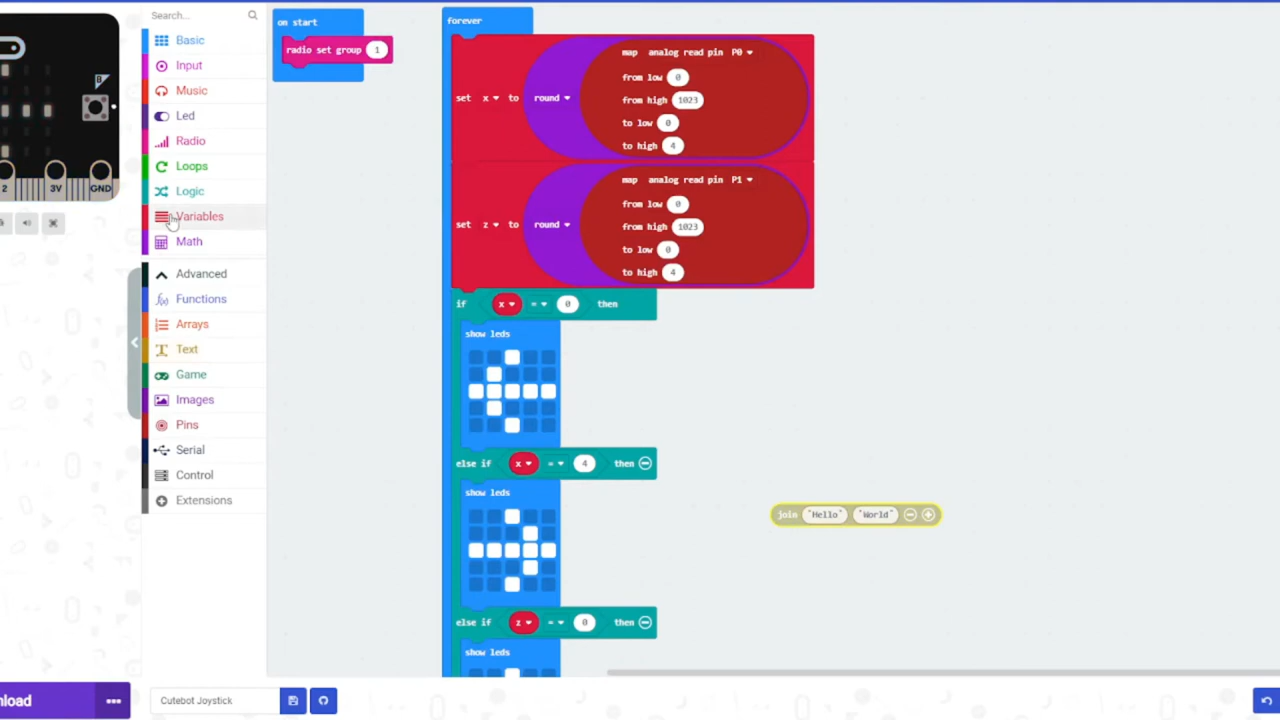 Search...
Basic
Input
Music
Led
Radio
Loops
Logic
Variables
Math
Advanced
Functions
Arrays
Text
Game
Images
Pins
Serial
Control
Extensions
B
2 3V GND
on start
radio set group 1
forever
set x to round map analog read pin P0
from low 0
from high 1023
to low 0
to high 4
set z to round map analog read pin P1
from low 0
from high 1023
to low 0
to high 4
if x = 0 then
show leds
else if x = 4 then
show leds
else if z = 0 then
show leds
join "Hello" "World"
nload
Cutebot Joystick